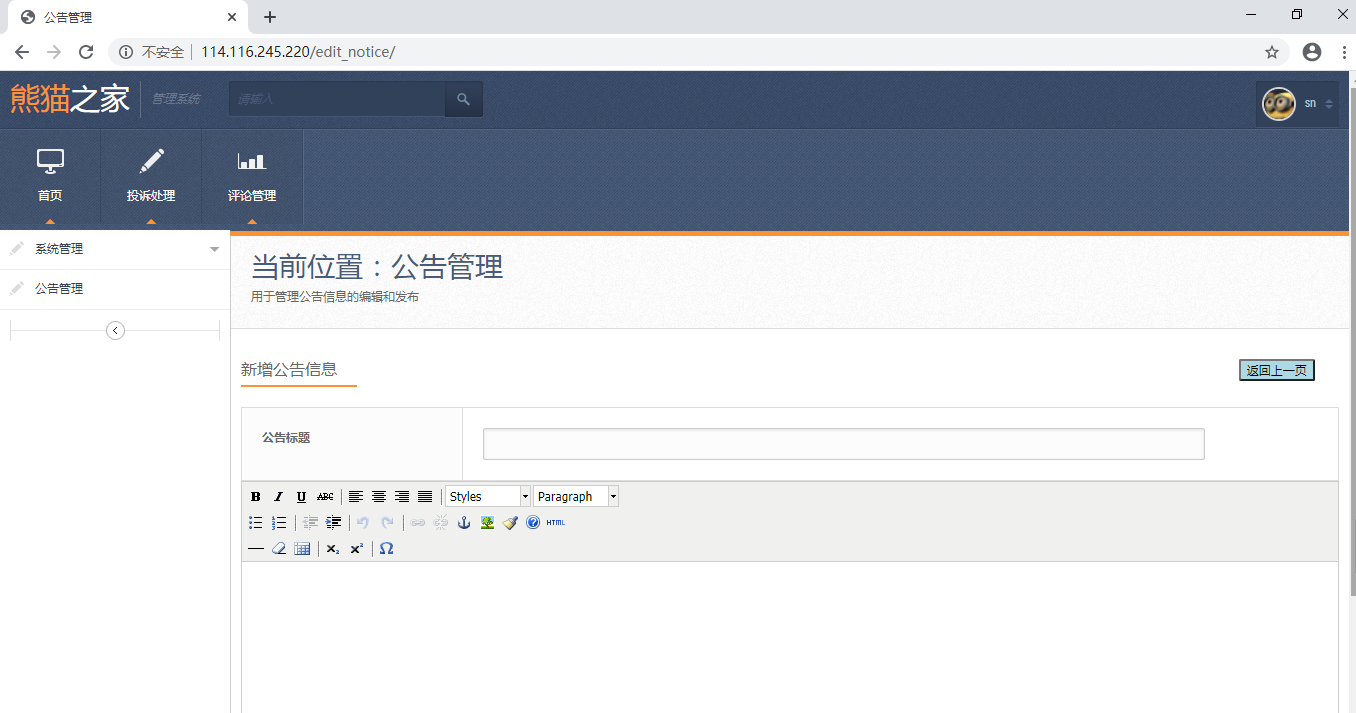 公告管理
不安全 114.116.245.220/edit_notice/
熊猫之家 管理系统 请输入 sn
首页 投诉处理 评论管理
系统管理
公告管理
当前位置：公告管理
用于管理公告信息的编辑和发布
新增公告信息 返回上一页
公告标题
B I U ABC Styles Paragraph
HTML
x₂ x² Ω